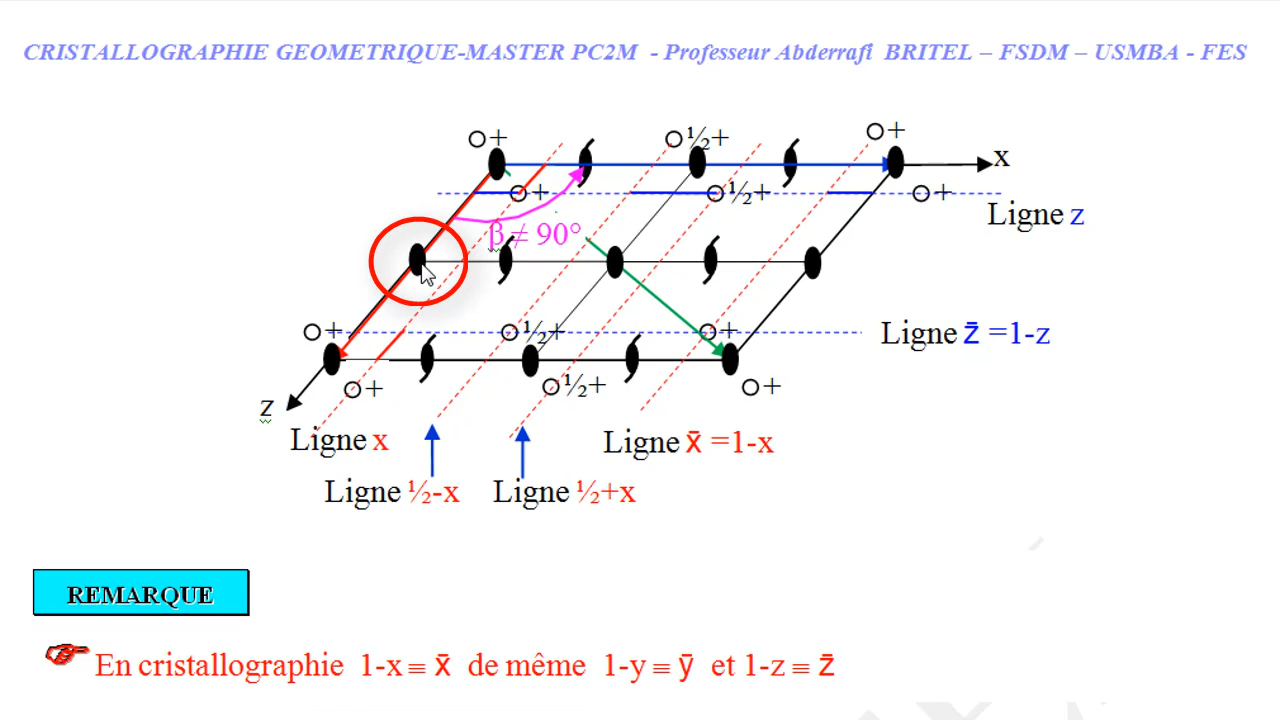 CRISTALLOGRAPHIE GEOMETRIQUE-MASTER PC2M - Professeur Abderrafi BRITEL – FSDM – USMBA - FES
+ ½+ +
x
+ ½+ +
Ligne z
β ≠ 90°
+ ½+ +
Ligne z̄ =1-z
+ ½+ +
z
Ligne x
Ligne x̄ =1-x
Ligne ½-x
Ligne ½+x
REMARQUE
En cristallographie 1-x ≡ x̄ de même 1-y ≡ ȳ et 1-z ≡ z̄